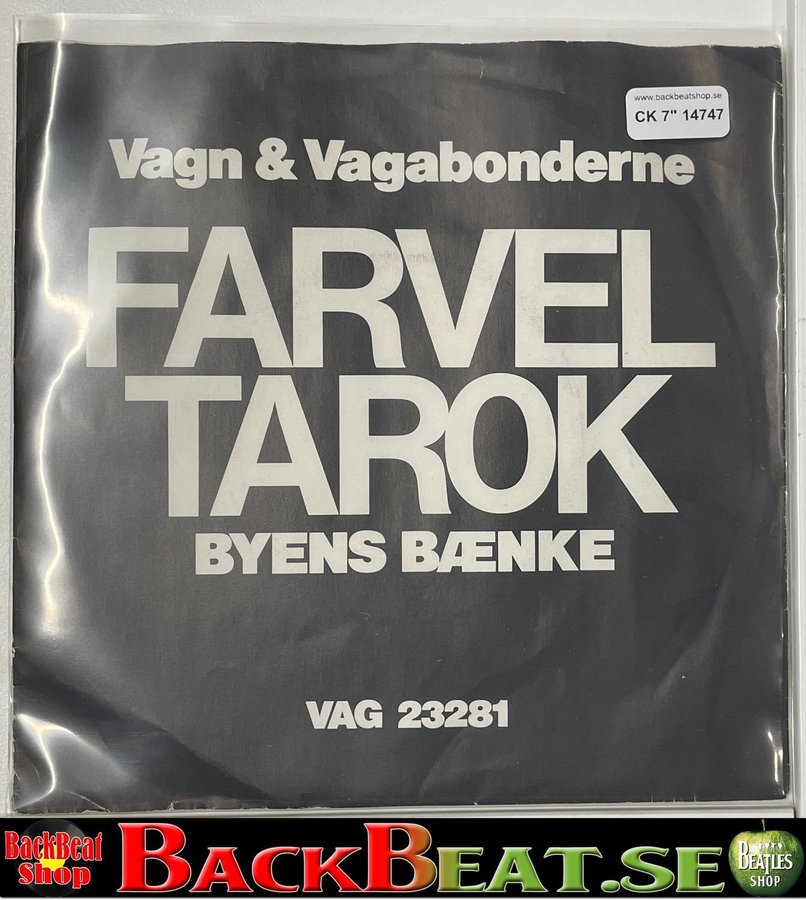 www.backbeatshop.se
CK 7" 14747
Vagn & Vagabonderne
FARVEL
TAROK
BYENS BÆNKE
VAG 23281
BackBeat
Shop
BACKBEAT.SE
BEATLES
SHOP